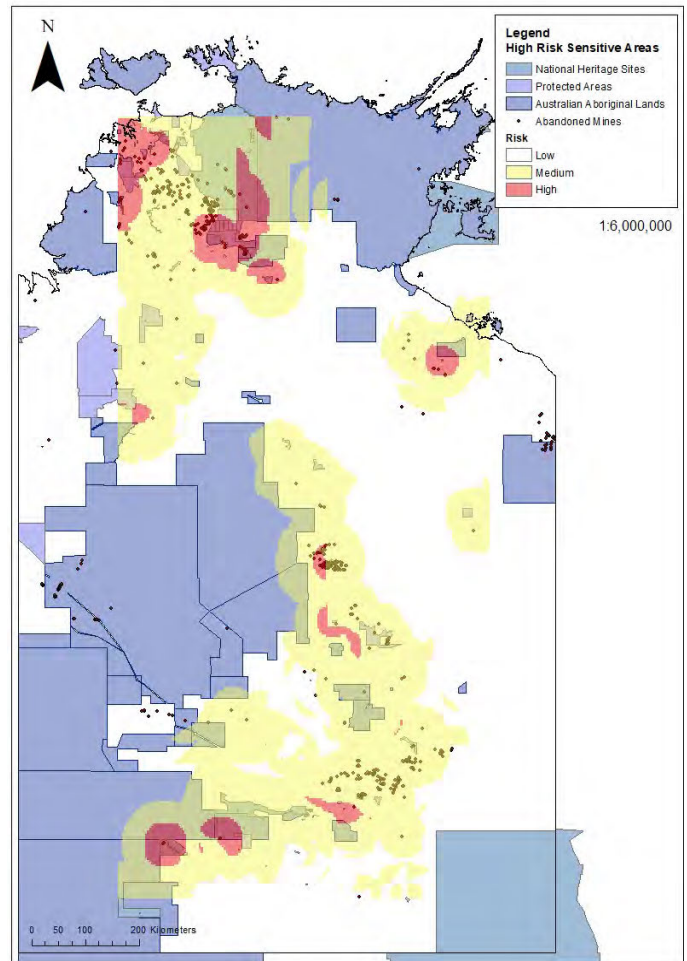 N
Legend
High Risk Sensitive Areas
National Heritage Sites
Protected Areas
Australian Aboriginal Lands
Abandoned Mines
Risk
Low
Medium
High
1:6,000,000
0 50 100 200 Kilometers